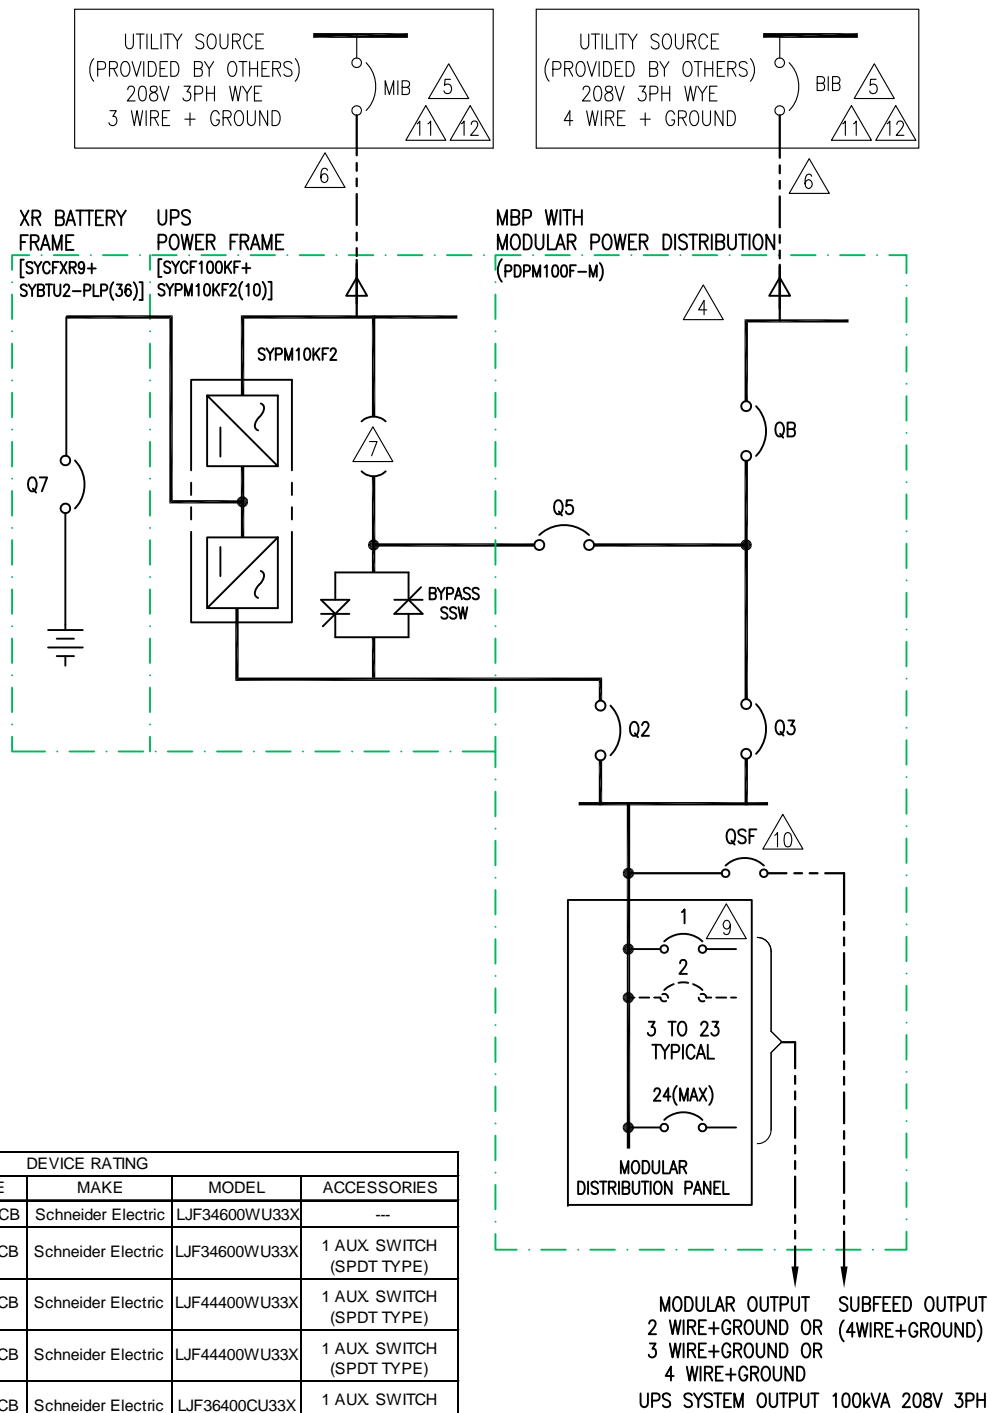 UTILITY SOURCE
(PROVIDED BY OTHERS)
208V 3PH WYE
3 WIRE + GROUND
MIB
5
11
12
UTILITY SOURCE
(PROVIDED BY OTHERS)
208V 3PH WYE
4 WIRE + GROUND
BIB
5
11
12
6
6
XR BATTERY
FRAME
[SYCFXR9+
SYBTU2-PLP(36)]
UPS
POWER FRAME
[SYCF100KF+
SYPM10KF2(10)]
MBP WITH
MODULAR POWER DISTRIBUTION
(PDPM100F-M)
4
SYPM10KF2
7
QB
Q7
Q5
BYPASS
SSW
Q2
Q3
QSF
10
1
9
2
3 TO 23
TYPICAL
24(MAX)
MODULAR
DISTRIBUTION PANEL
DEVICE RATING
E MAKE MODEL ACCESSORIES
CB Schneider Electric LJF34600WU33X ---
CB Schneider Electric LJF34600WU33X 1 AUX. SWITCH
(SPDT TYPE)
CB Schneider Electric LJF44400WU33X 1 AUX. SWITCH
(SPDT TYPE)
CB Schneider Electric LJF44400WU33X 1 AUX. SWITCH
(SPDT TYPE)
CB Schneider Electric LJF36400CU33X 1 AUX. SWITCH
MODULAR OUTPUT
2 WIRE+GROUND OR
3 WIRE+GROUND OR
4 WIRE+GROUND
SUBFEED OUTPUT
(4WIRE+GROUND)
UPS SYSTEM OUTPUT 100kVA 208V 3PH